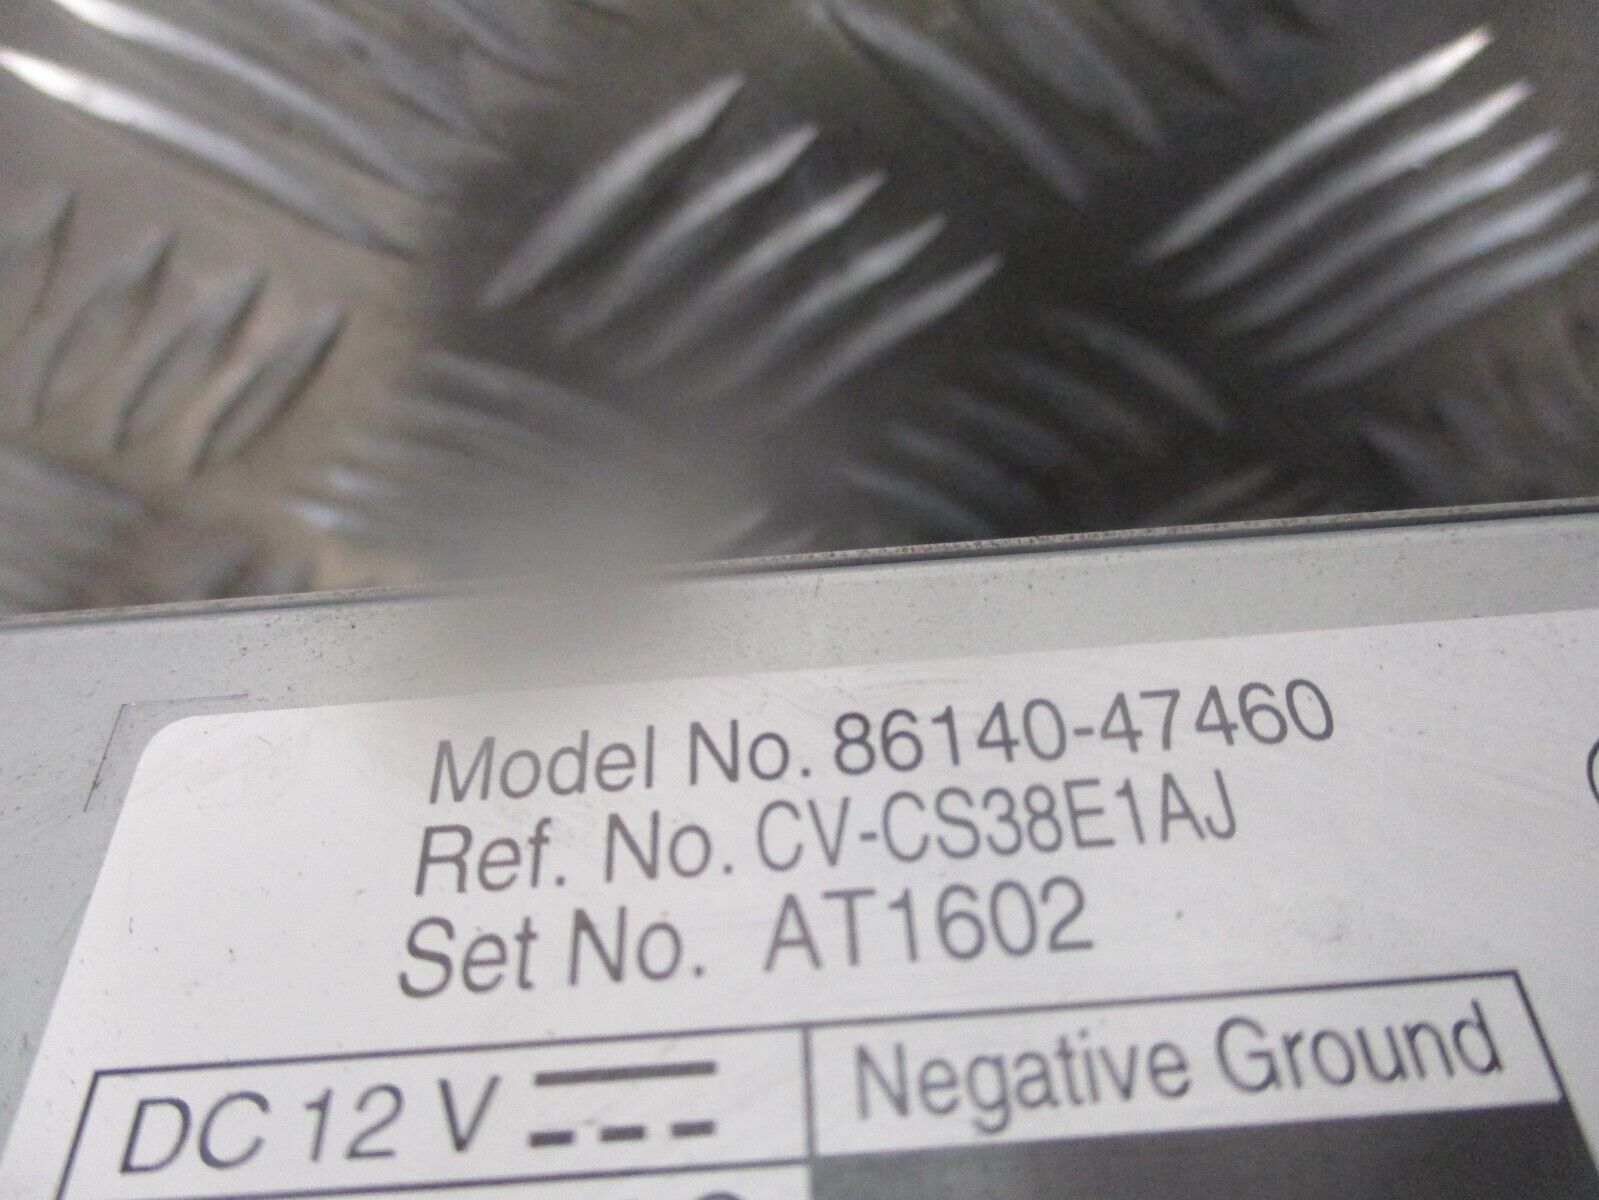 Model No. 86140-47460
Ref. No. CV-CS38E1AJ
Set No. AT1602
DC 12 V
Negative Ground